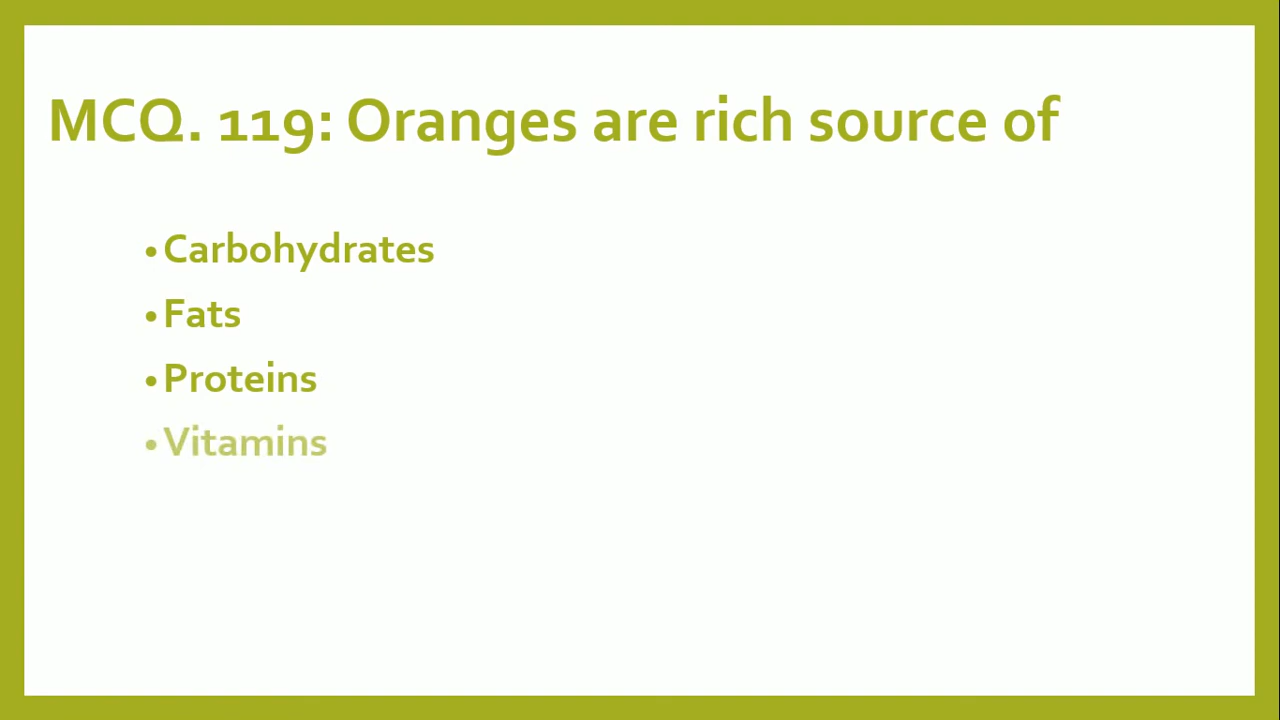 MCQ. 119: Oranges are rich source of
• Carbohydrates
• Fats
• Proteins
• Vitamins